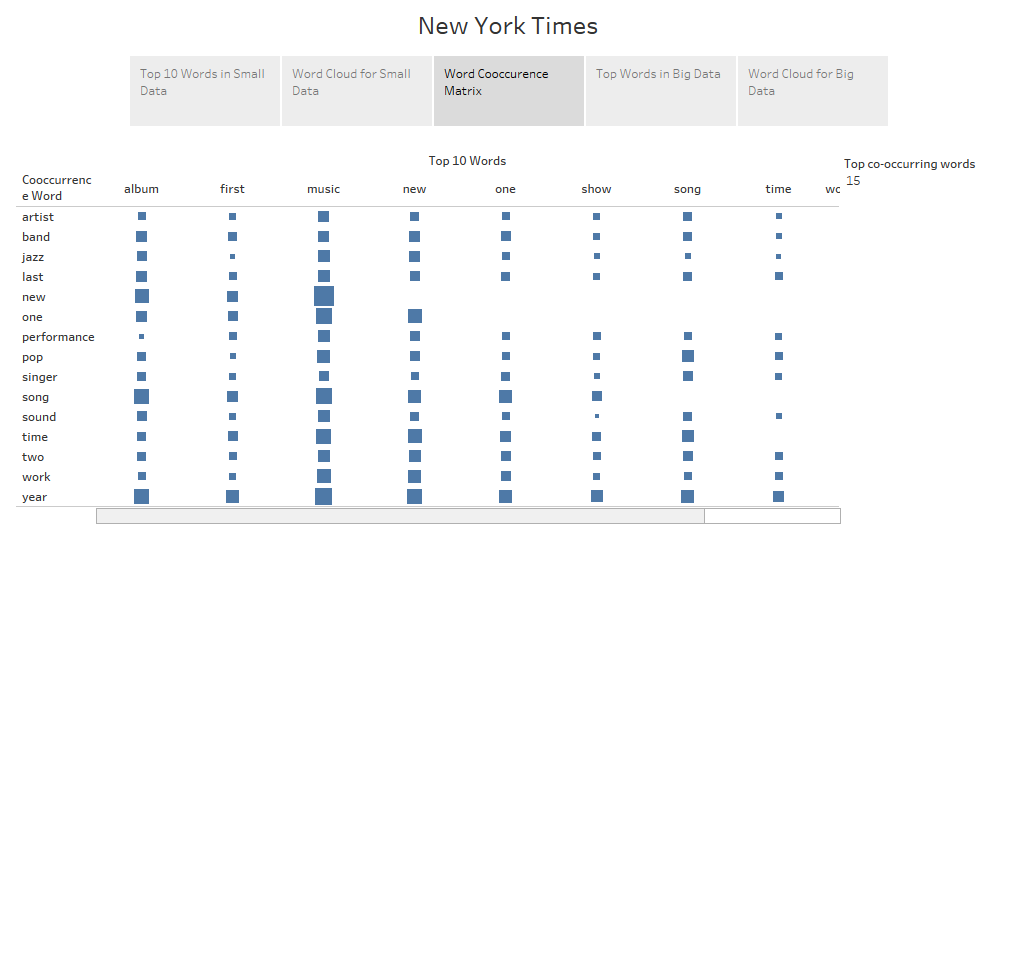 New York Times
Top 10 Words in Small
Data
Word Cloud for Small
Data
Word Cooccurence
Matrix
Top Words in Big Data
Word Cloud for Big
Data
Top 10 Words
Top co-occurring words
15
Cooccurrenc
e Word
album first music new one show song time wo
artist
band
jazz
last
new
one
performance
pop
singer
song
sound
time
two
work
year